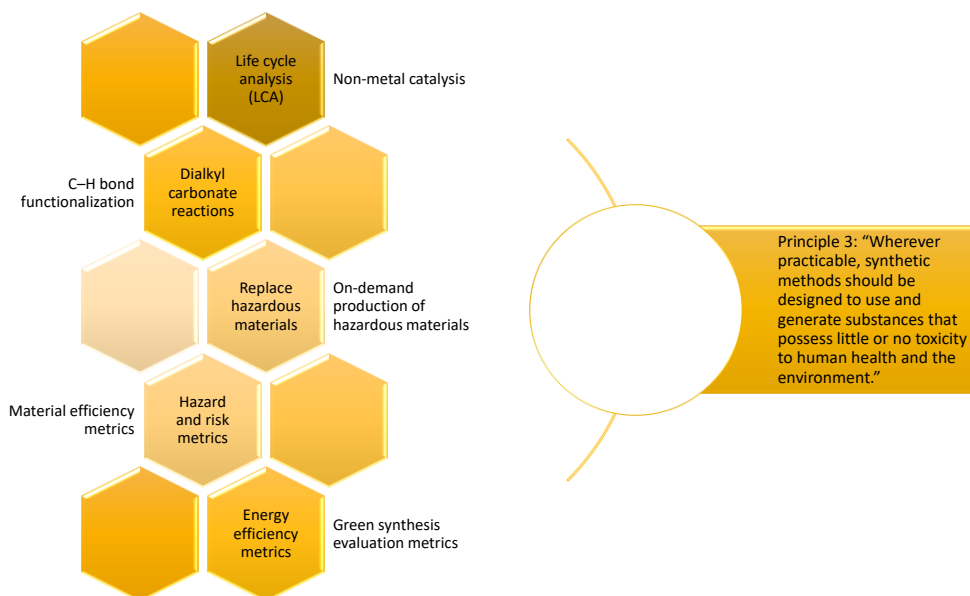 Life cycle
analysis
(LCA)
Non-metal catalysis
C–H bond
functionalization
Dialkyl
carbonate
reactions
Replace
hazardous
materials
On-demand
production of
hazardous materials
Material efficiency
metrics
Hazard
and risk
metrics
Energy
efficiency
metrics
Green synthesis
evaluation metrics
Principle 3: “Wherever
practicable, synthetic
methods should be
designed to use and
generate substances that
possess little or no toxicity
to human health and the
environment.”